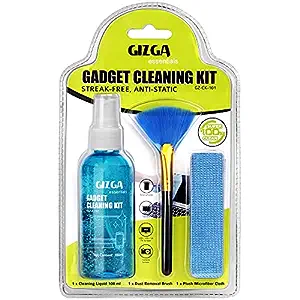 GIZGA
essentials
GADGET CLEANING KIT
STREAK-FREE, ANTI-STATIC
GZ-CK-101
100%
GIZGA
essentials
GADGET
CLEANING KIT
1 x Cleaning Liquid 100 ml
1 x Dust Removal Brush
1 x Plush Microfiber Cloth